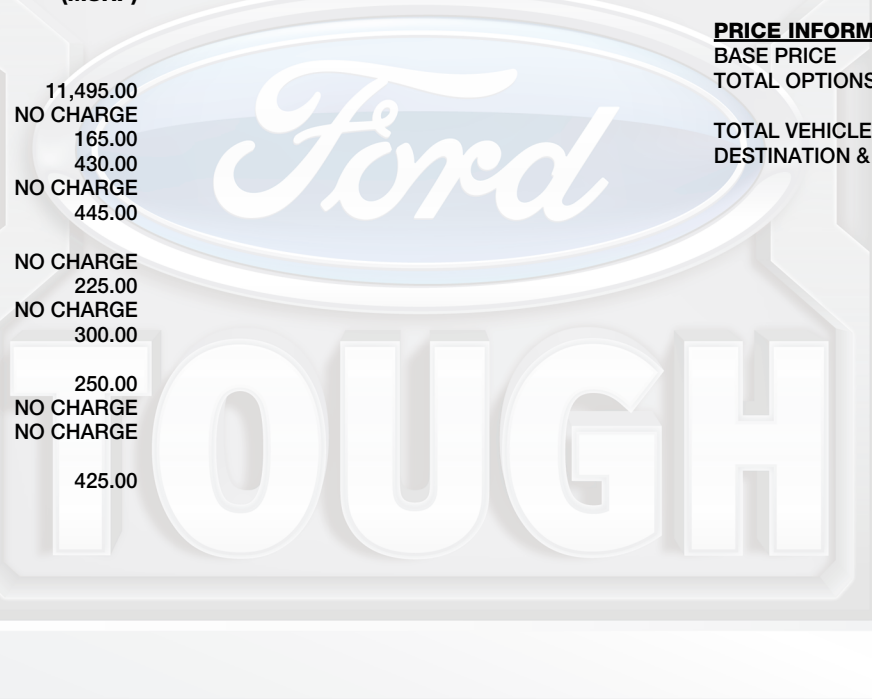 11,495.00
NO CHARGE
165.00
430.00
NO CHARGE
445.00
NO CHARGE
225.00
NO CHARGE
300.00
250.00
NO CHARGE
NO CHARGE
425.00
PRICE INFORM
BASE PRICE
TOTAL OPTIONS
TOTAL VEHICLE
DESTINATION &
Ford
TOUGH